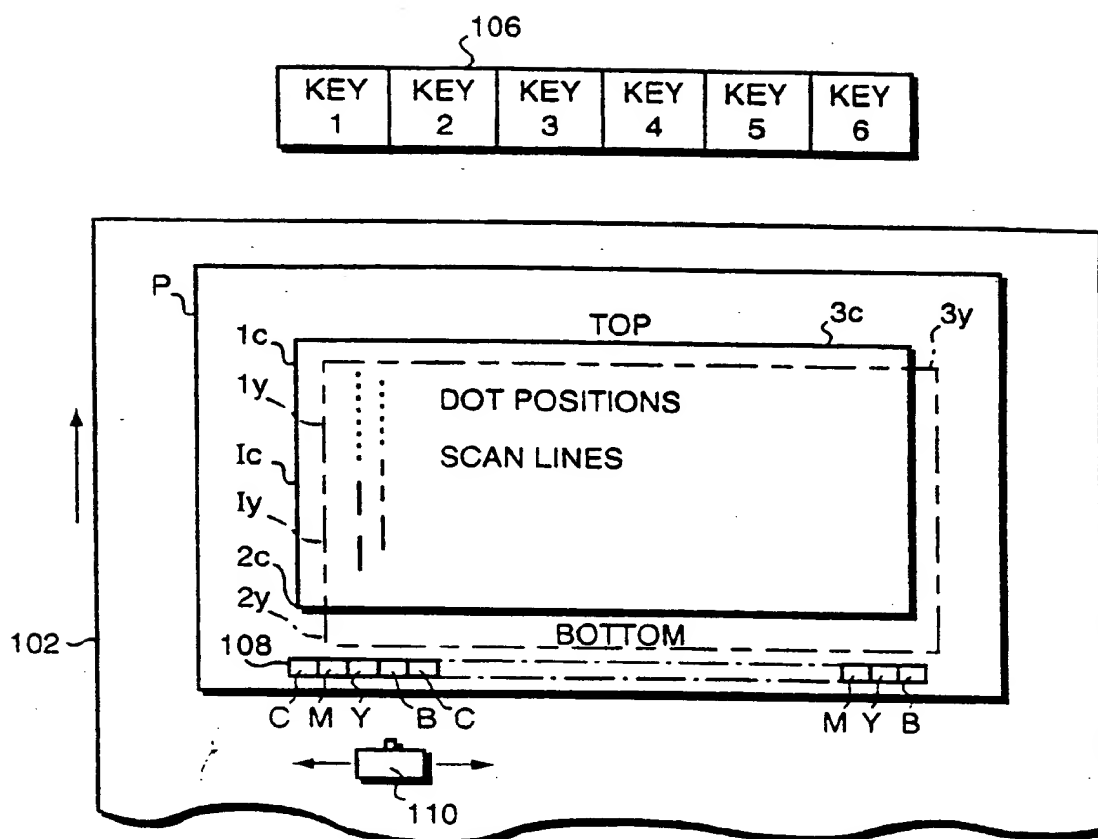 106
KEY 1 KEY 2 KEY 3 KEY 4 KEY 5 KEY 6
P
TOP
3c
3y
1c
1y
DOT POSITIONS
SCAN LINES
Ic
Iy
2c
2y
BOTTOM
102
108
C M Y B C M Y B
110